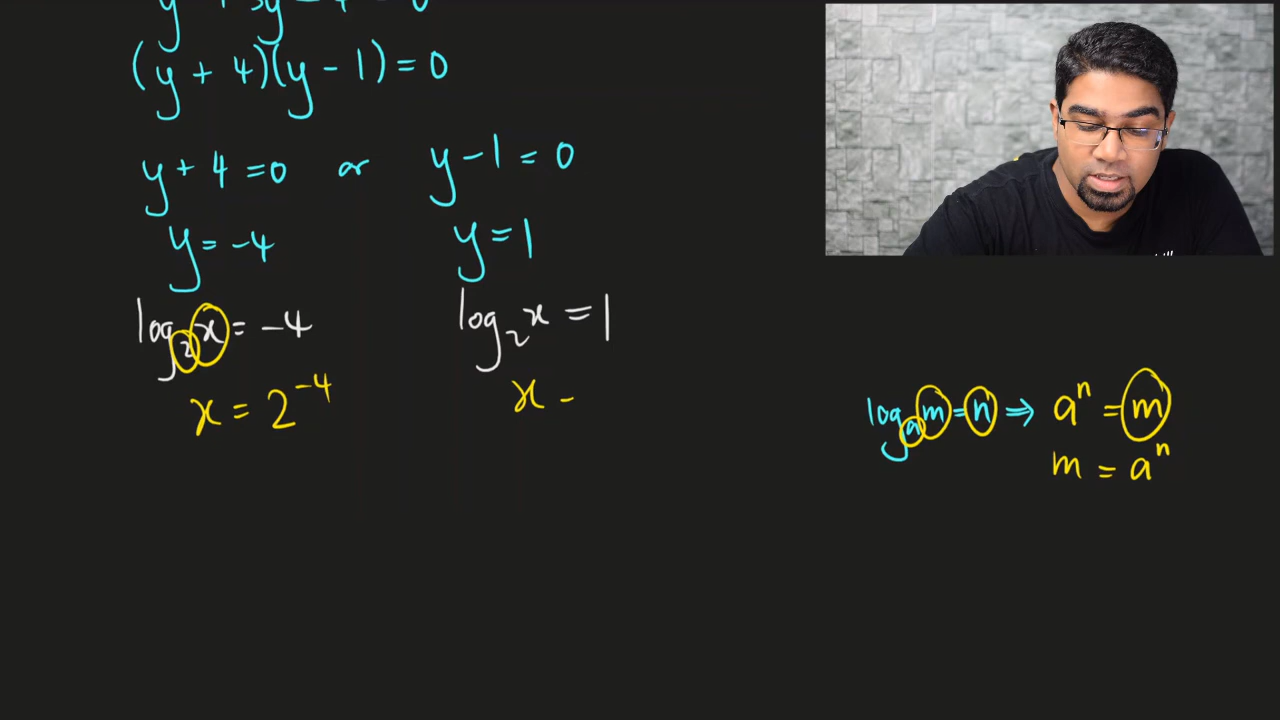 (y + 4)(y - 1) = 0
y + 4 = 0 or y - 1 = 0
y = -4 y = 1
log₂x = -4 log₂x = 1
x = 2⁻⁴ x -
logₐm = n ⇒ aⁿ = m
m = aⁿ